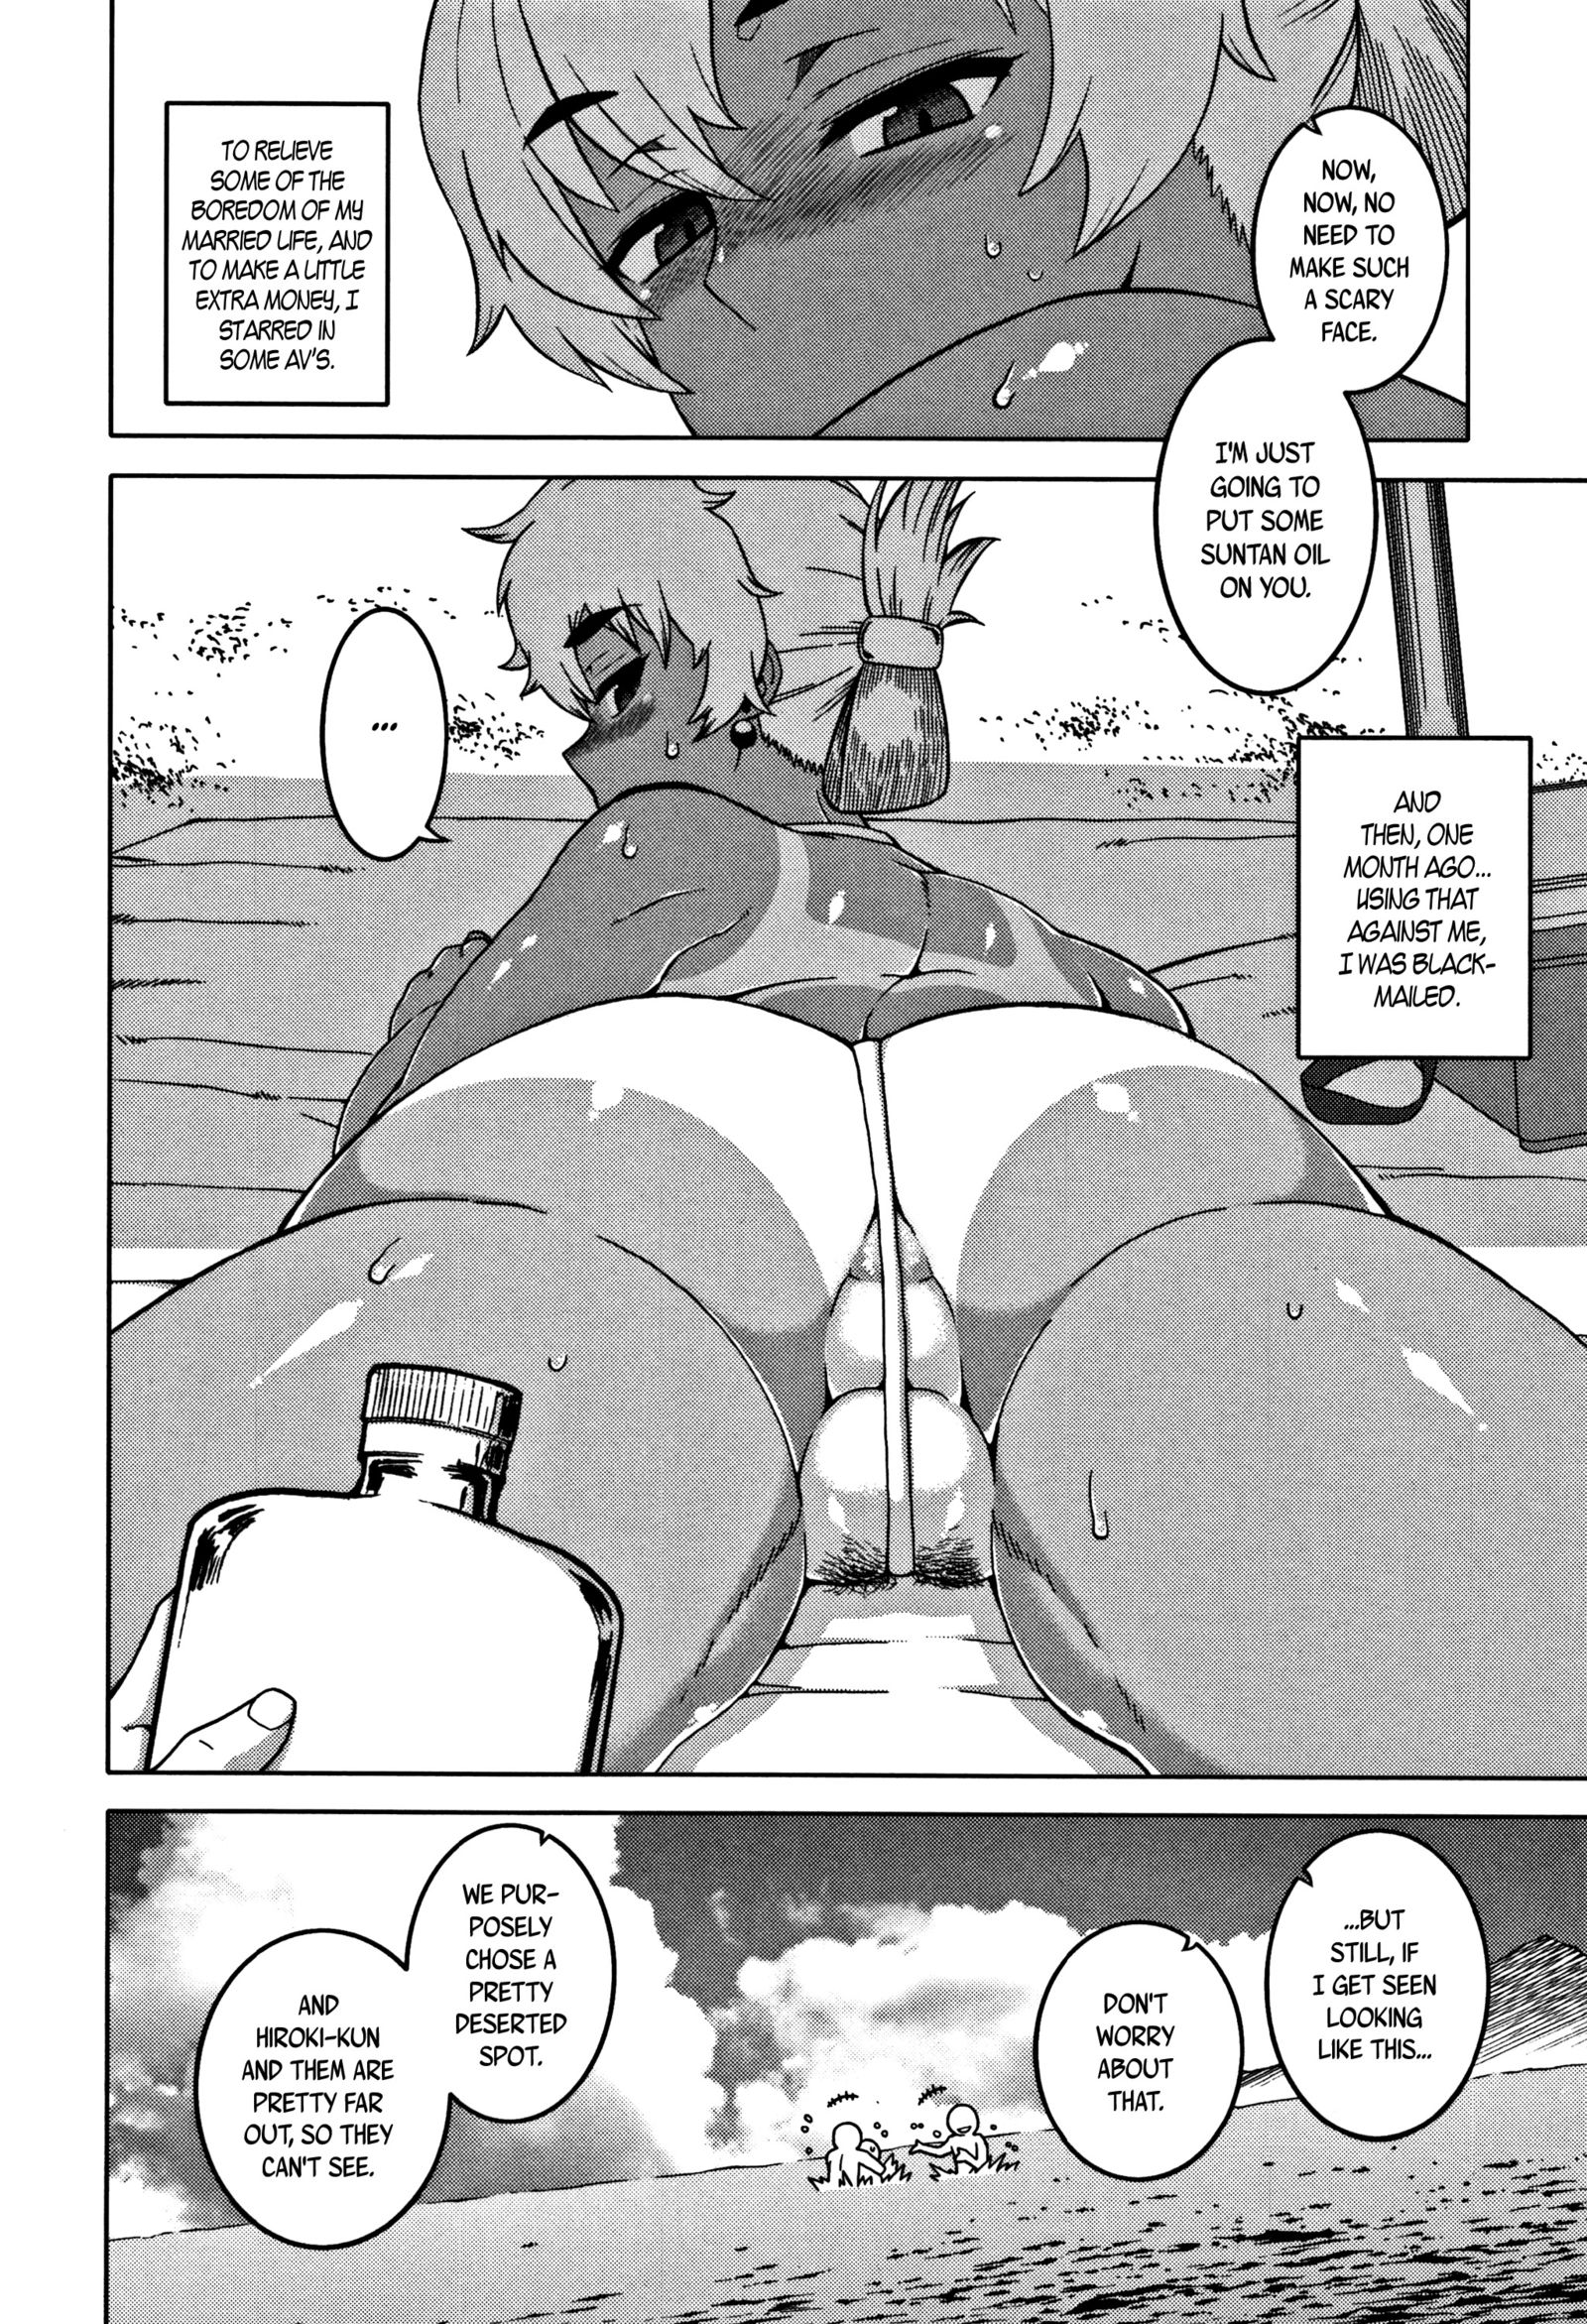 NOW,
NOW, NO
NEED TO
MAKE SUCH
A SCARY
FACE.
I'M JUST
GOING TO
PUT SOME
SUNTAN OIL
ON YOU.
TO RELIEVE
SOME OF THE
BOREDOM OF MY
MARRIED LIFE, AND
TO MAKE A LITTLE
EXTRA MONEY, I
STARRED IN
SOME AV'S.
AND
THEN, ONE
MONTH AGO...
USING THAT
AGAINST ME,
I WAS BLACK-
MAILED.
...
...BUT
STILL, IF
I GET SEEN
LOOKING
LIKE THIS...
DON'T
WORRY
ABOUT
THAT.
WE PUR-
POSELY
CHOSE A
PRETTY
DESERTED
SPOT.
AND
HIROKI-KUN
AND THEM ARE
PRETTY FAR
OUT, SO THEY
CAN'T SEE.